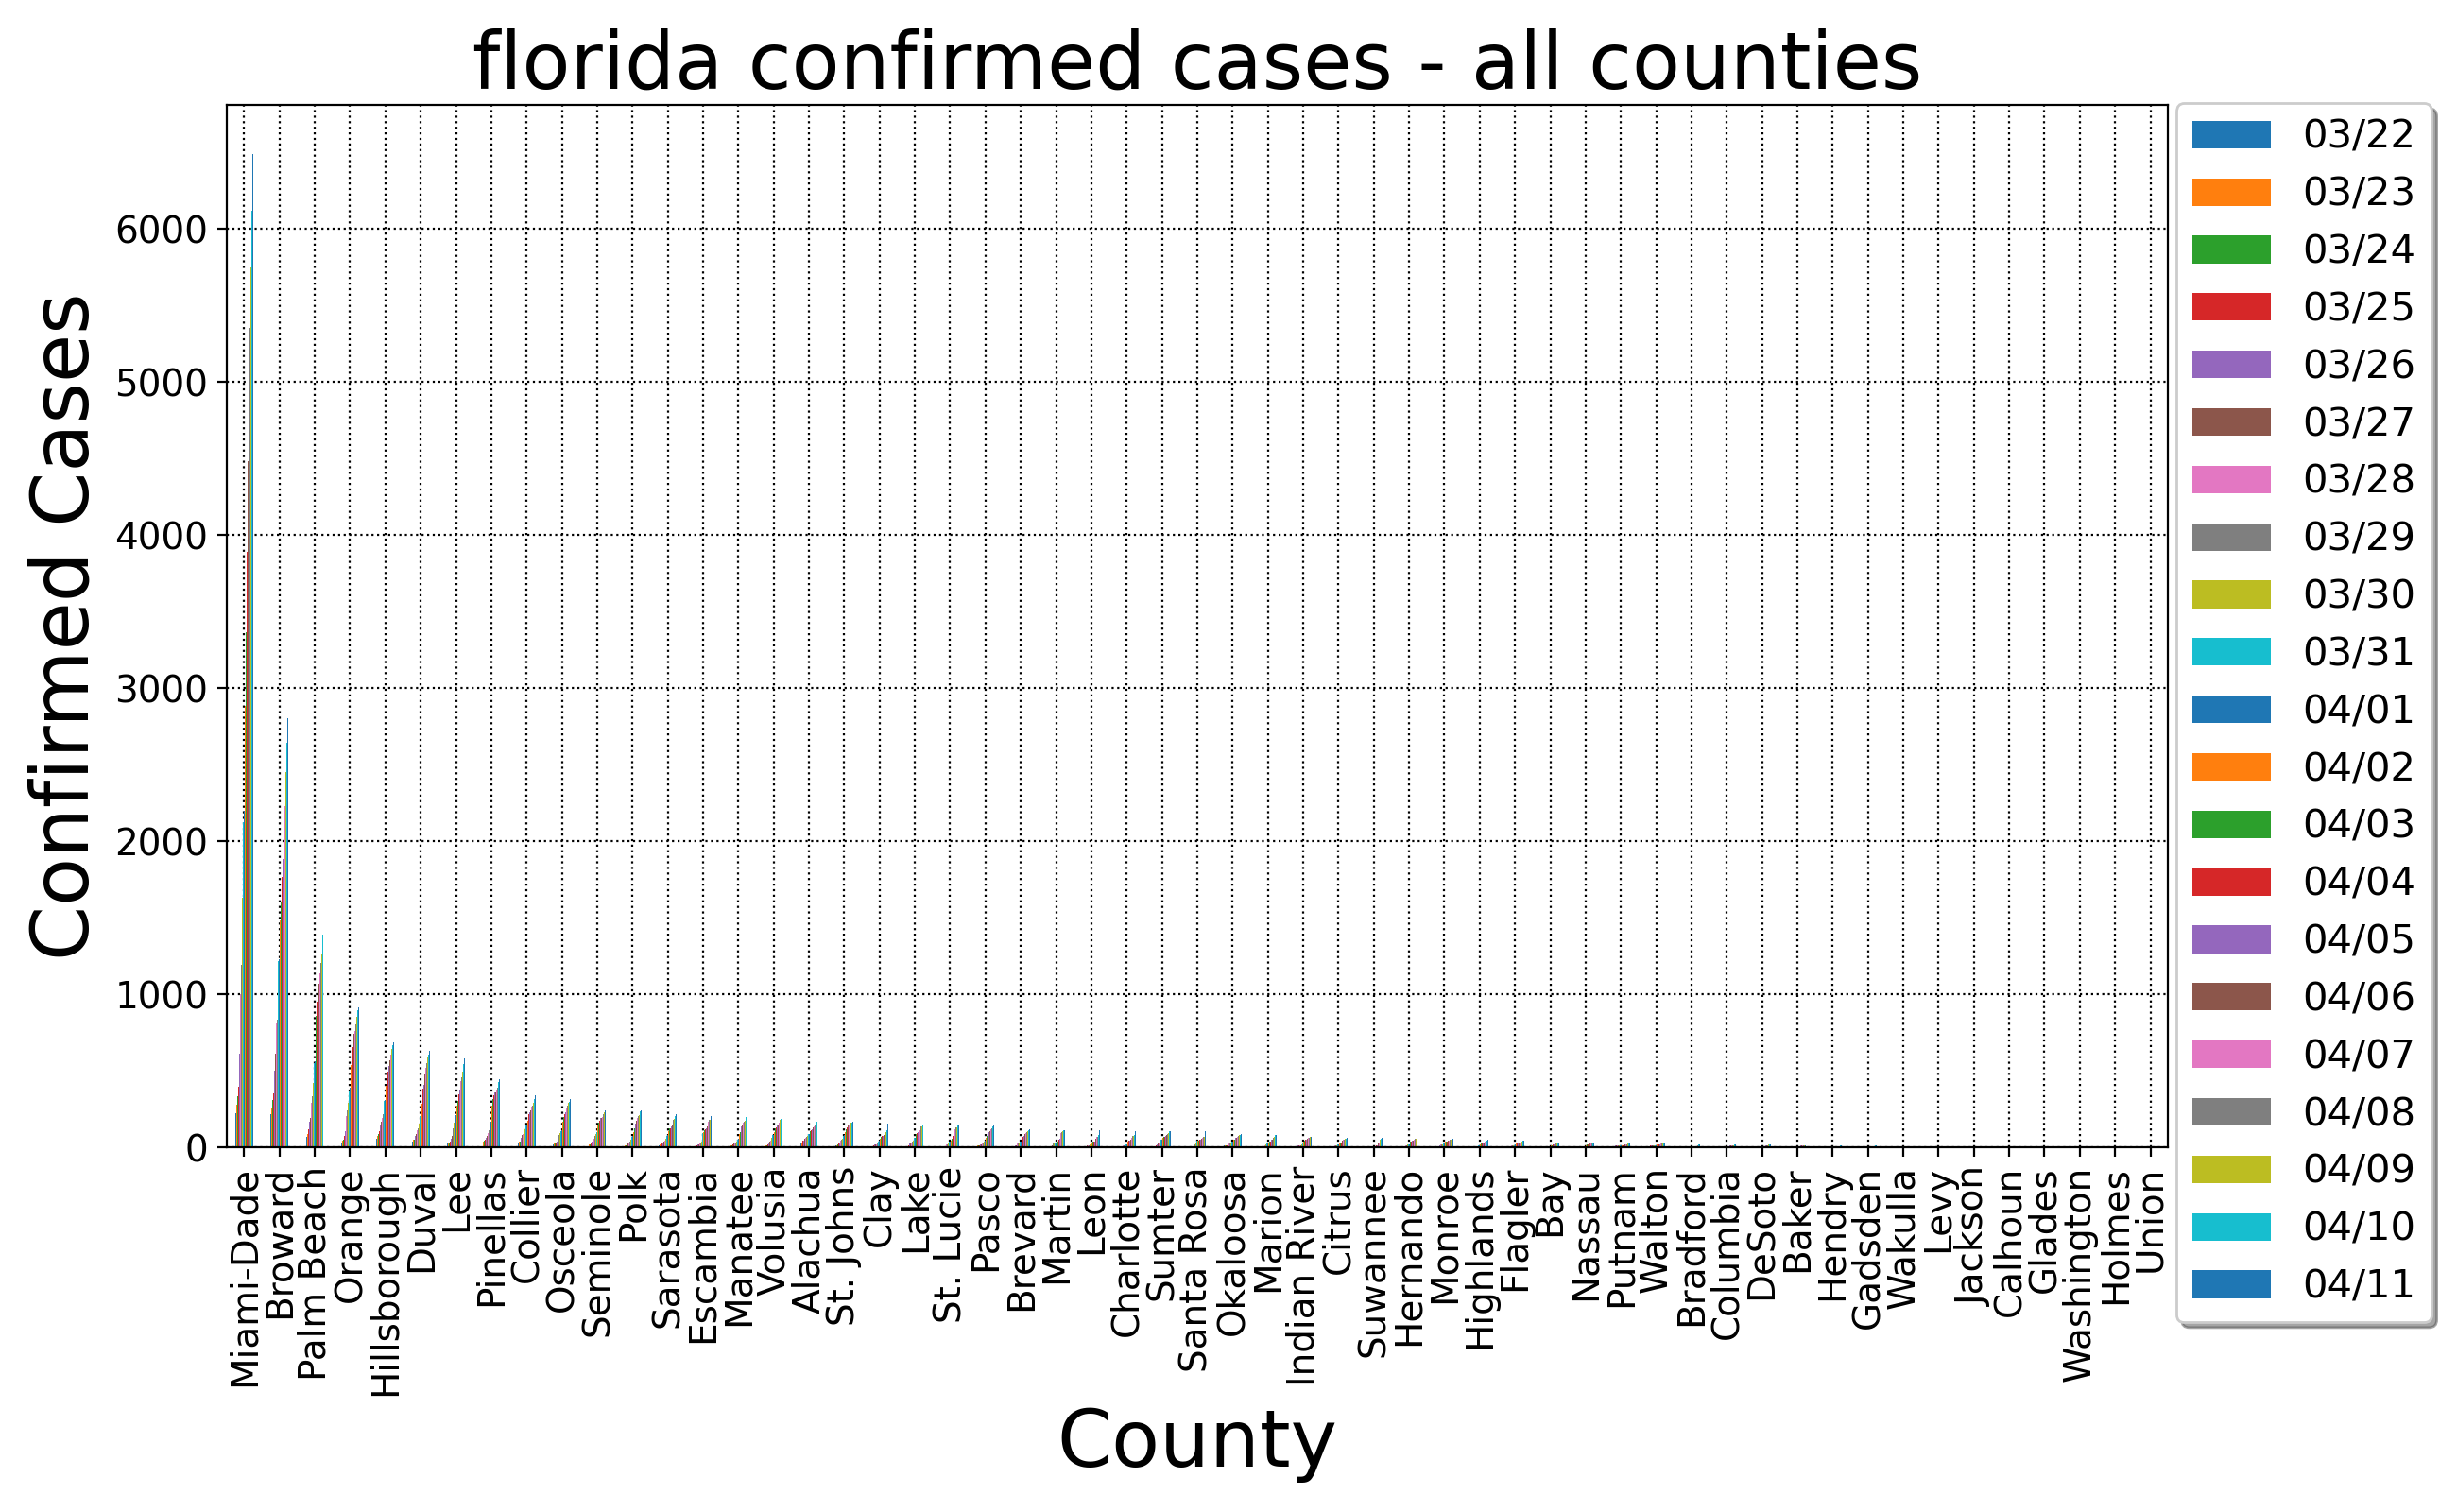 florida confirmed cases - all counties
Confirmed Cases
6000
5000
4000
3000
2000
1000
0
Miami-Dade
Broward
Palm Beach
Orange
Hillsborough
Duval
Lee
Pinellas
Collier
Osceola
Seminole
Polk
Sarasota
Escambia
Manatee
Volusia
Alachua
St. Johns
Clay
Lake
St. Lucie
Pasco
Brevard
Martin
Leon
Charlotte
Sumter
Santa Rosa
Okaloosa
Marion
Indian River
Citrus
Suwannee
Hernando
Monroe
Highlands
Flagler
Bay
Nassau
Putnam
Walton
Bradford
Columbia
DeSoto
Baker
Hendry
Gadsden
Wakulla
Levy
Jackson
Calhoun
Glades
Washington
Holmes
Union
County
03/22
03/23
03/24
03/25
03/26
03/27
03/28
03/29
03/30
03/31
04/01
04/02
04/03
04/04
04/05
04/06
04/07
04/08
04/09
04/10
04/11